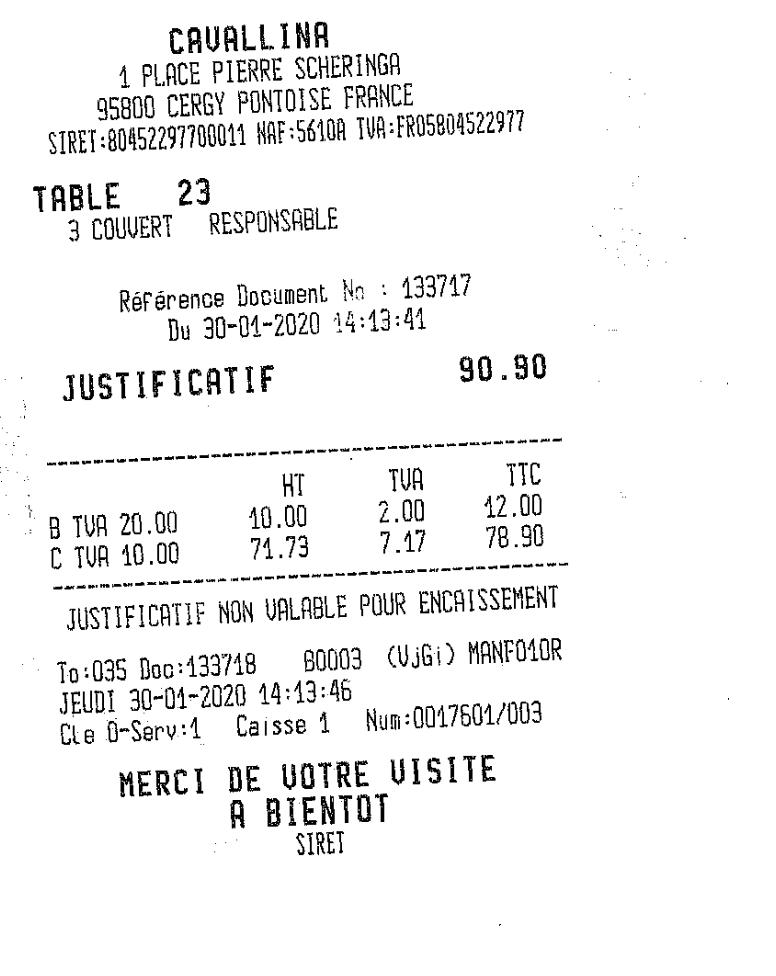 CAVALLINA
1 PLACE PIERRE SCHERINGA
95800 CERGY PONTOISE FRANCE
SIRET:80452297700011 NAF:5610A TVA:FR05804522977
TABLE 23
3 COUVERT RESPONSABLE
Référence Document No : 133717
Du 30-01-2020 14:13:41
JUSTIFICATIF 90.90
HT TVA TTC
B TVA 20.00 10.00 2.00 12.00
C TVA 10.00 71.73 7.17 78.90
JUSTIFICATIF NON VALABLE POUR ENCAISSEMENT
To:035 Doc:133718 B0003 (VjGi) MANFO10R
JEUDI 30-01-2020 14:13:46
Cle 0-Serv:1 Caisse 1 Num:0017601/003
MERCI DE VOTRE VISITE
A BIENTOT
SIRET